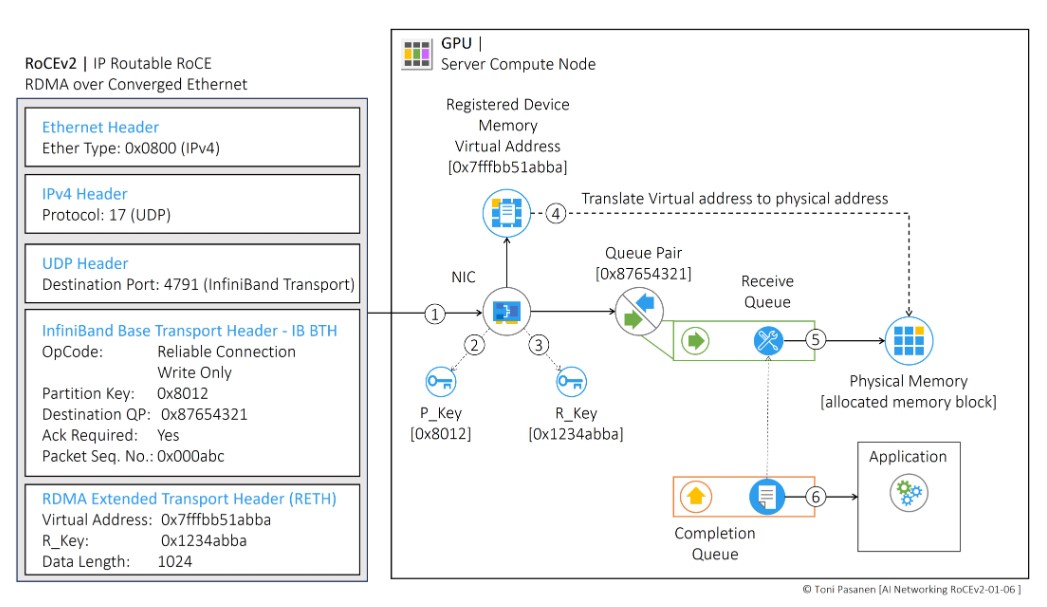 RoCEv2 | IP Routable RoCE
RDMA over Converged Ethernet
Ethernet Header
Ether Type: 0x0800 (IPv4)
IPv4 Header
Protocol: 17 (UDP)
UDP Header
Destination Port: 4791 (InfiniBand Transport)
InfiniBand Base Transport Header - IB BTH
OpCode: Reliable Connection
Write Only
Partition Key: 0x8012
Destination QP: 0x87654321
Ack Required: Yes
Packet Seq. No.: 0x000abc
RDMA Extended Transport Header (RETH)
Virtual Address: 0x7fffbb51abba
R_Key: 0x1234abba
Data Length: 1024
GPU |
Server Compute Node
Registered Device
Memory
Virtual Address
[0x7fffbb51abba]
4
Translate Virtual address to physical address
NIC
Queue Pair
[0x87654321]
Receive
Queue
1
2
3
5
P_Key
[0x8012]
R_Key
[0x1234abba]
Physical Memory
[allocated memory block]
Application
6
Completion
Queue
© Toni Pasanen [AI Networking RoCEv2-01-06 ]